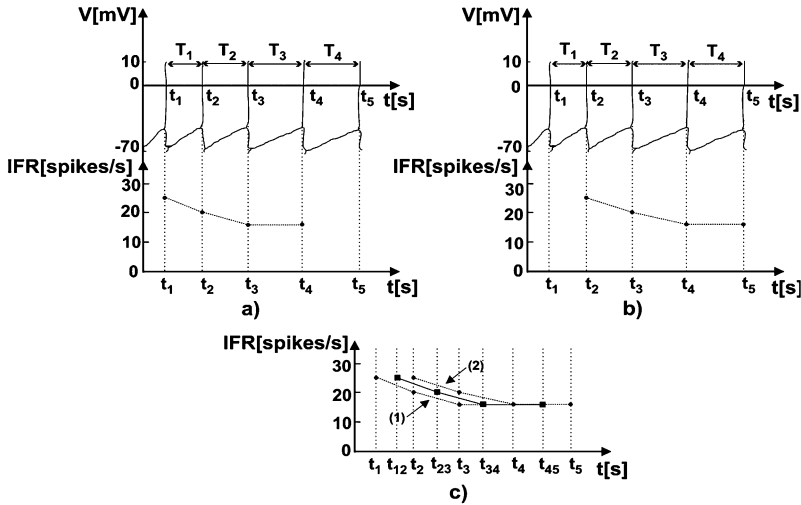 V[mV]
T1 T2 T3 T4
10
0
t1 t2 t3 t4 t5 t[s]
-70
IFR[spikes/s]
30
20
10
0
t1 t2 t3 t4 t5 t[s]
a)
V[mV]
T1 T2 T3 T4
10
0
t1 t2 t3 t4 t5 t[s]
-70
IFR[spikes/s]
30
20
10
0
t1 t2 t3 t4 t5 t[s]
b)
IFR[spikes/s]
30
(2)
20
(1)
10
0
t1 t12 t2 t23 t3 t34 t4 t45 t5 t[s]
c)